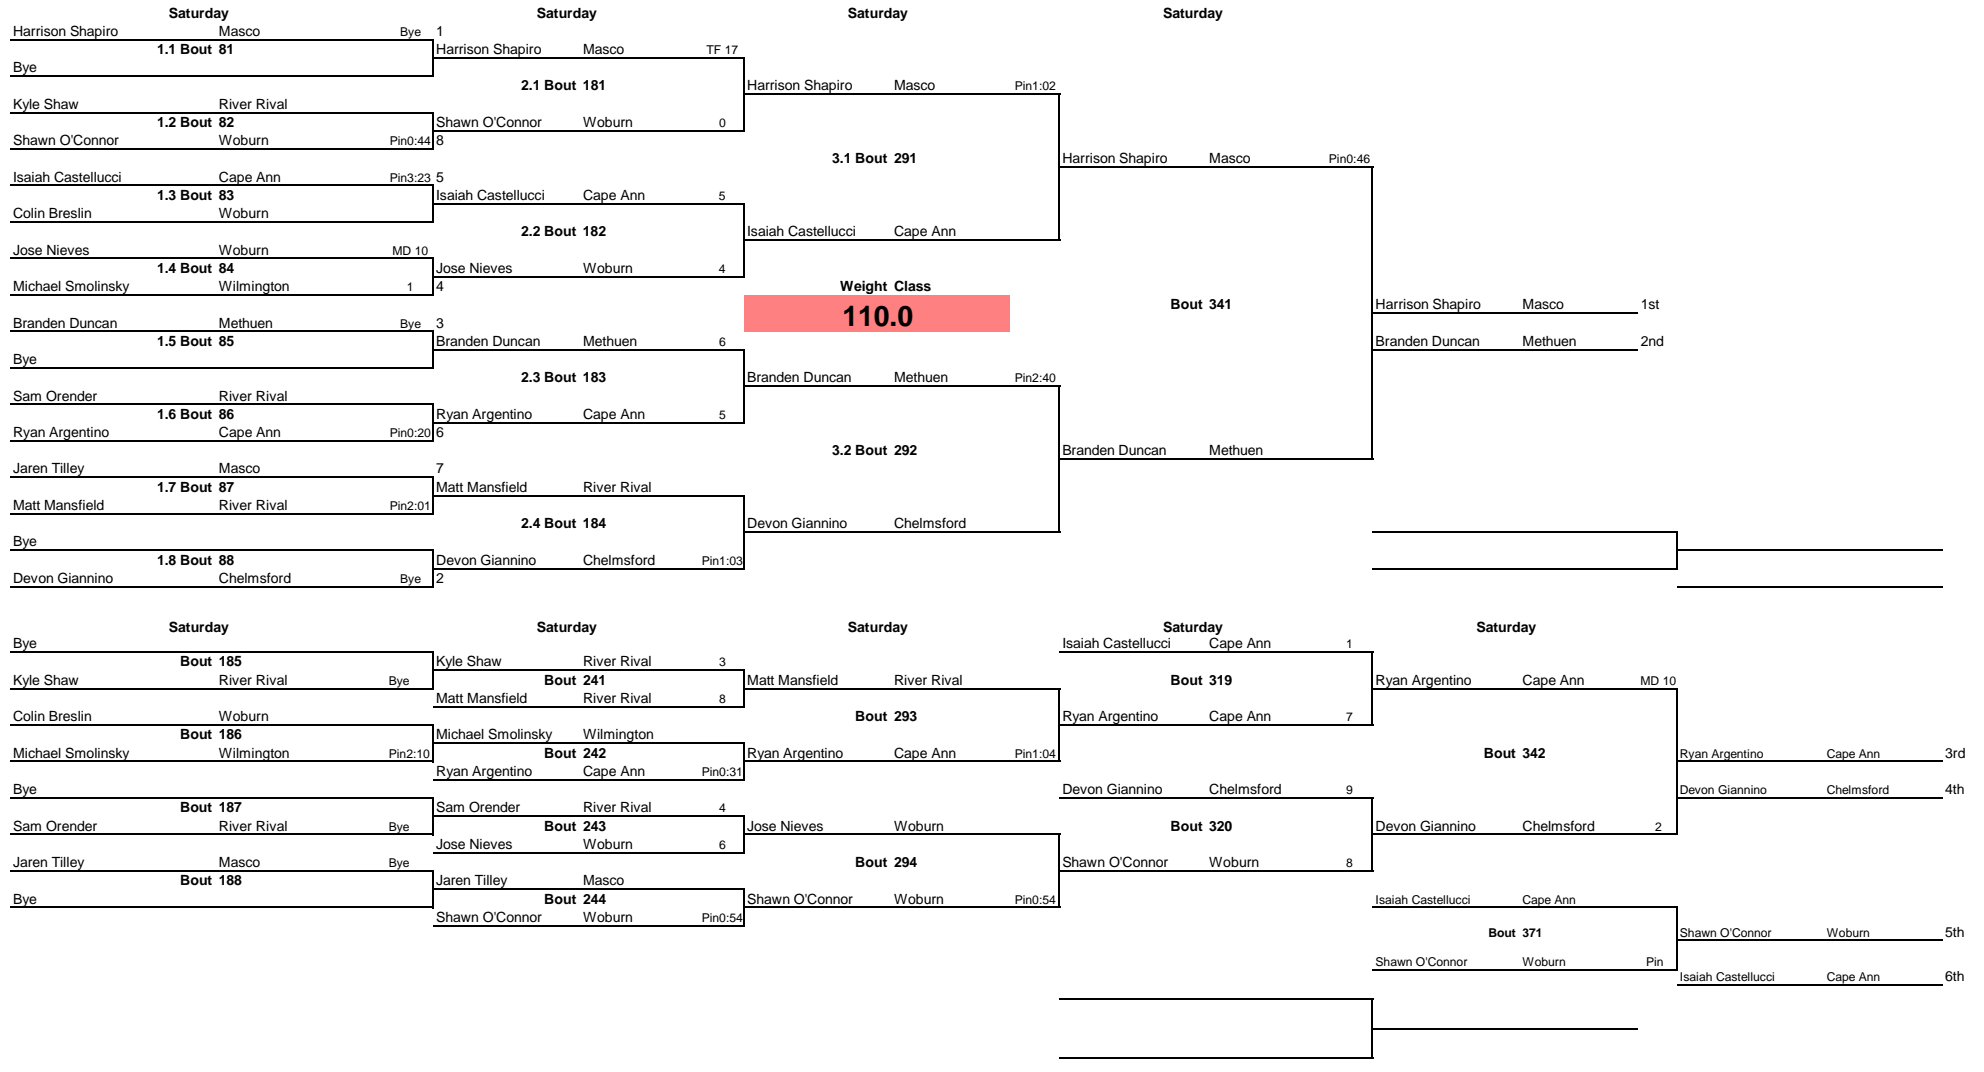 Saturday Saturday Saturday Saturday
Harrison Shapiro Masco Bye 1
1.1 Bout 81 Harrison Shapiro Masco TF 17
Bye
2.1 Bout 181 Harrison Shapiro Masco Pin1:02
Kyle Shaw River Rival
1.2 Bout 82 Shawn O'Connor Woburn 0
Shawn O'Connor Woburn Pin0:44 8
3.1 Bout 291 Harrison Shapiro Masco Pin0:46
Isaiah Castellucci Cape Ann Pin3:23 5
1.3 Bout 83 Isaiah Castellucci Cape Ann 5
Colin Breslin Woburn
2.2 Bout 182 Isaiah Castellucci Cape Ann
Jose Nieves Woburn MD 10
1.4 Bout 84 Jose Nieves Woburn 4
Michael Smolinsky Wilmington 1 4 Weight Class
Bout 341 Harrison Shapiro Masco 1st
110.0
Branden Duncan Methuen Bye 3
1.5 Bout 85 Branden Duncan Methuen 6 Branden Duncan Methuen 2nd
Bye
2.3 Bout 183 Branden Duncan Methuen Pin2:40
Sam Orender River Rival
1.6 Bout 86 Ryan Argentino Cape Ann 5
Ryan Argentino Cape Ann Pin0:20 6
3.2 Bout 292 Branden Duncan Methuen
Jaren Tilley Masco 7
1.7 Bout 87 Matt Mansfield River Rival
Matt Mansfield River Rival Pin2:01
2.4 Bout 184 Devon Giannino Chelmsford
Bye
1.8 Bout 88 Devon Giannino Chelmsford Pin1:03
Devon Giannino Chelmsford Bye 2
Saturday Saturday Saturday Saturday Saturday
Bye Isaiah Castellucci Cape Ann 1
Bout 185 Kyle Shaw River Rival 3
Kyle Shaw River Rival Bye Bout 241 Matt Mansfield River Rival Bout 319 Ryan Argentino Cape Ann MD 10
Matt Mansfield River Rival 8
Colin Breslin Woburn Bout 293 Ryan Argentino Cape Ann 7
Bout 186 Michael Smolinsky Wilmington
Michael Smolinsky Wilmington Pin2:10 Bout 242 Ryan Argentino Cape Ann Pin1:04 Bout 342 Ryan Argentino Cape Ann 3rd
Ryan Argentino Cape Ann Pin0:31
Bye Devon Giannino Chelmsford 9 Devon Giannino Chelmsford 4th
Bout 187 Sam Orender River Rival 4
Sam Orender River Rival Bye Bout 243 Jose Nieves Woburn Bout 320 Devon Giannino Chelmsford 2
Jose Nieves Woburn 6
Jaren Tilley Masco Bye Bout 294 Shawn O'Connor Woburn 8
Bout 188 Jaren Tilley Masco
Bye Bout 244 Shawn O'Connor Woburn Pin0:54 Isaiah Castellucci Cape Ann
Shawn O'Connor Woburn Pin0:54
Bout 371 Shawn O'Connor Woburn 5th
Shawn O'Connor Woburn Pin
Isaiah Castellucci Cape Ann 6th